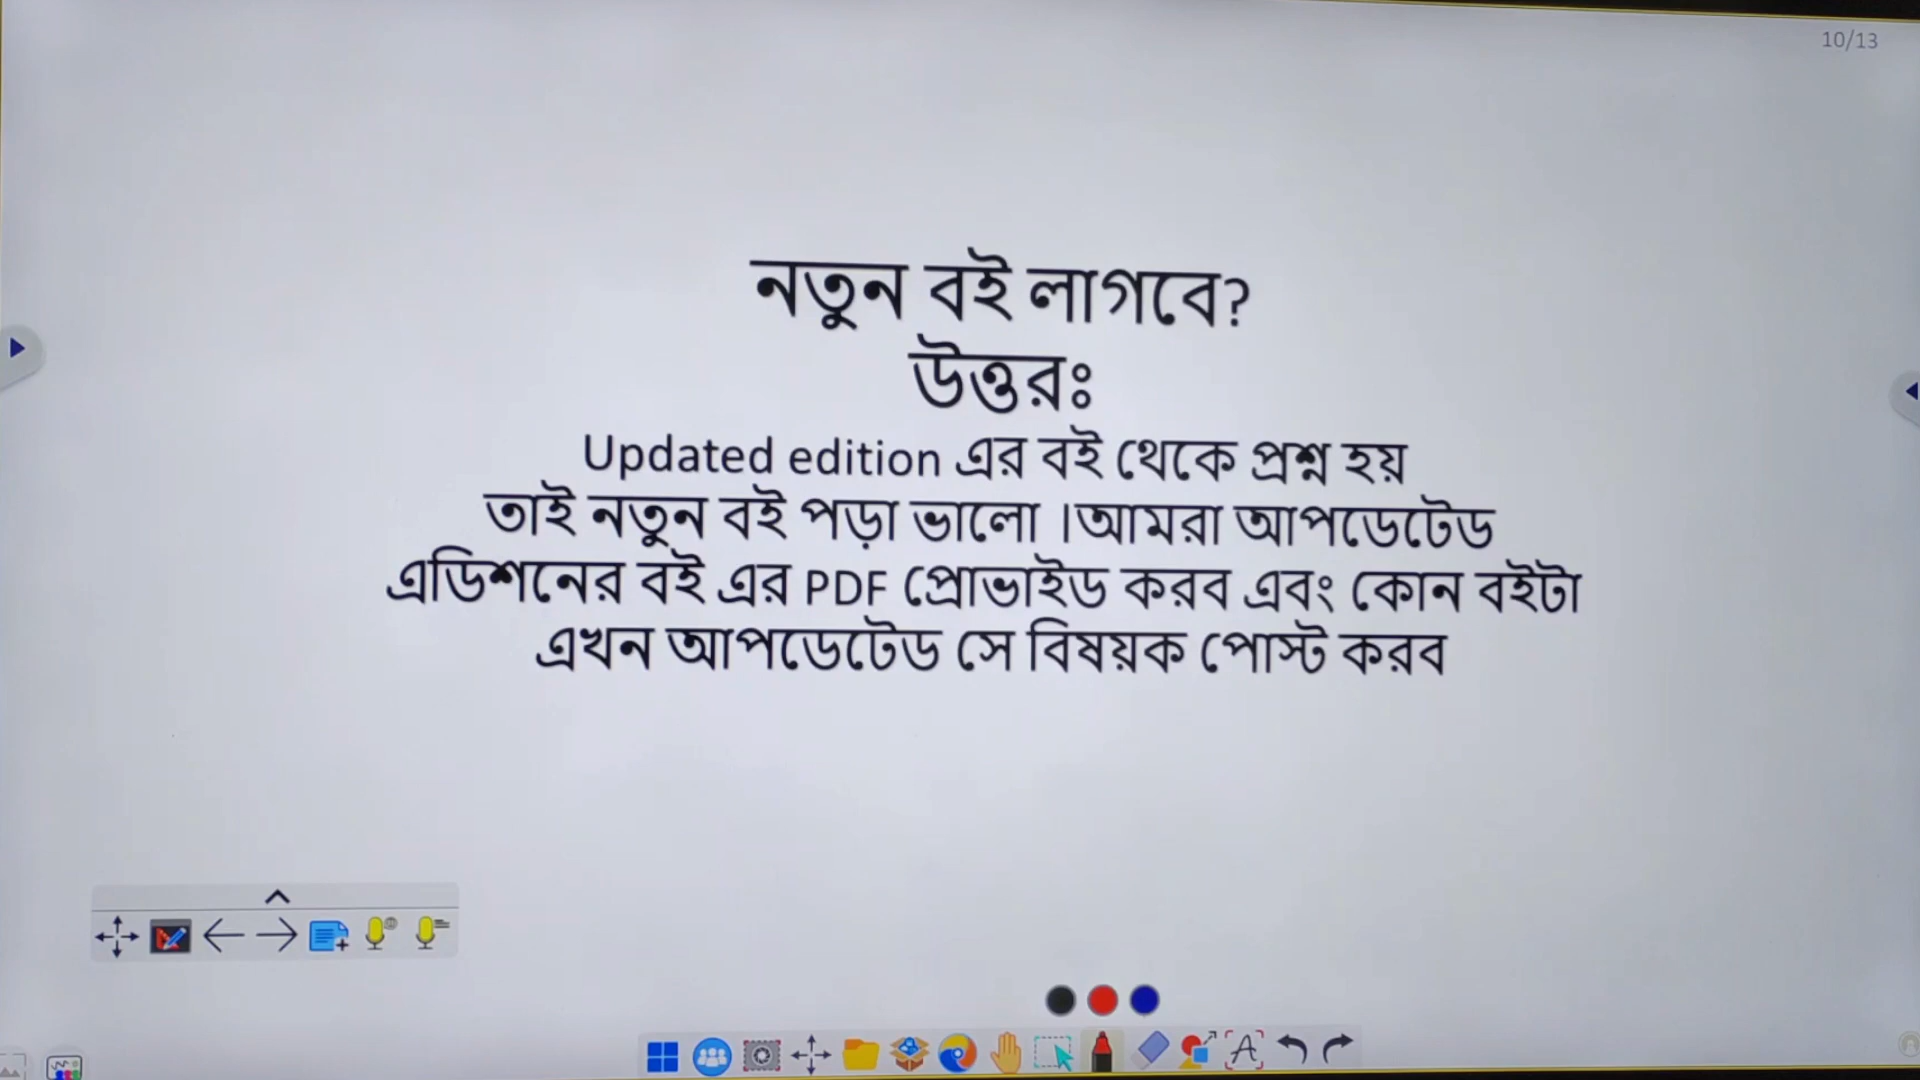 10/13
নতুন বই লাগবে?
উত্তরঃ
Updated edition এর বই থেকে প্রশ্ন হয়
তাই নতুন বই পড়া ভালো ।আমরা আপডেটেড
এডিশনের বই এর PDF প্রোভাইড করব এবং কোন বইটা
এখন আপডেটেড সে বিষয়ক পোস্ট করব